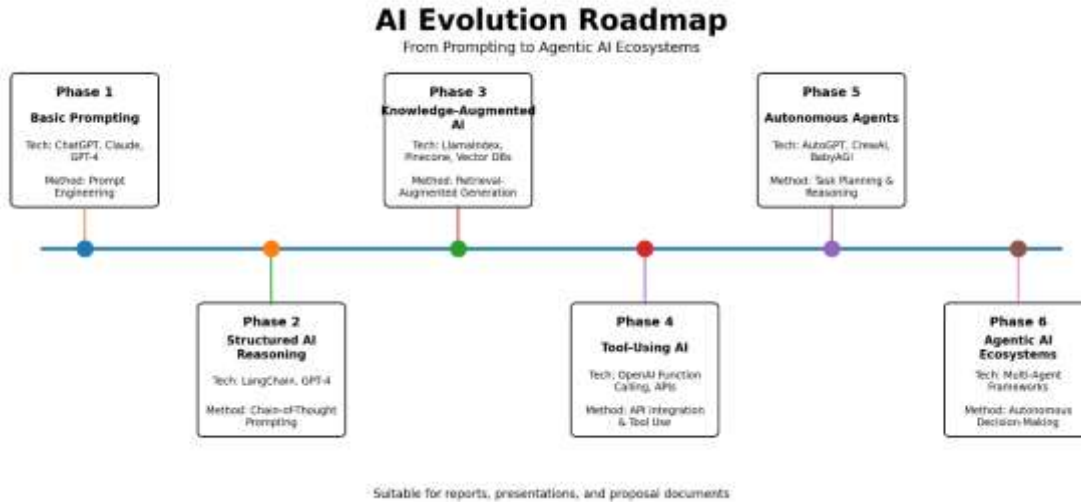 AI Evolution Roadmap
From Prompting to Agentic AI Ecosystems
Phase 1
Basic Prompting
Tech: ChatGPT, Claude,
GPT-4
Method: Prompt
Engineering
Phase 3
Knowledge-Augmented
AI
Tech: LlamaIndex,
Pinecone, Vector DBs
Method: Retrieval-
Augmented Generation
Phase 5
Autonomous Agents
Tech: AutoGPT, CrewAI,
BabyAGI
Method: Task Planning &
Reasoning
Phase 2
Structured AI
Reasoning
Tech: LangChain, GPT-4
Method: Chain-of-Thought
Prompting
Phase 4
Tool-Using AI
Tech: OpenAI Function
Calling, APIs
Method: API Integration
& Tool Use
Phase 6
Agentic AI
Ecosystems
Tech: Multi-Agent
Frameworks
Method: Autonomous
Decision-Making
Suitable for reports, presentations, and proposal documents